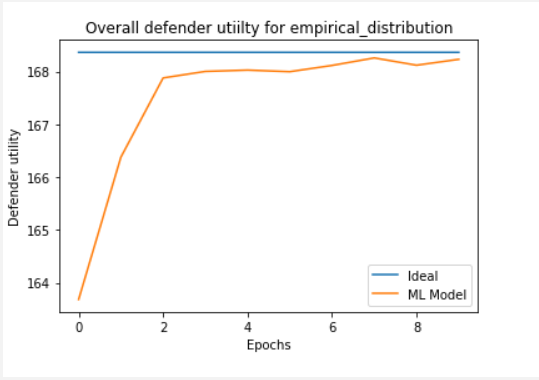 Overall defender utiilty for empirical_distribution
168
167
166
165
164
Defender utility
0 2 4 6 8
Epochs
Ideal
ML Model